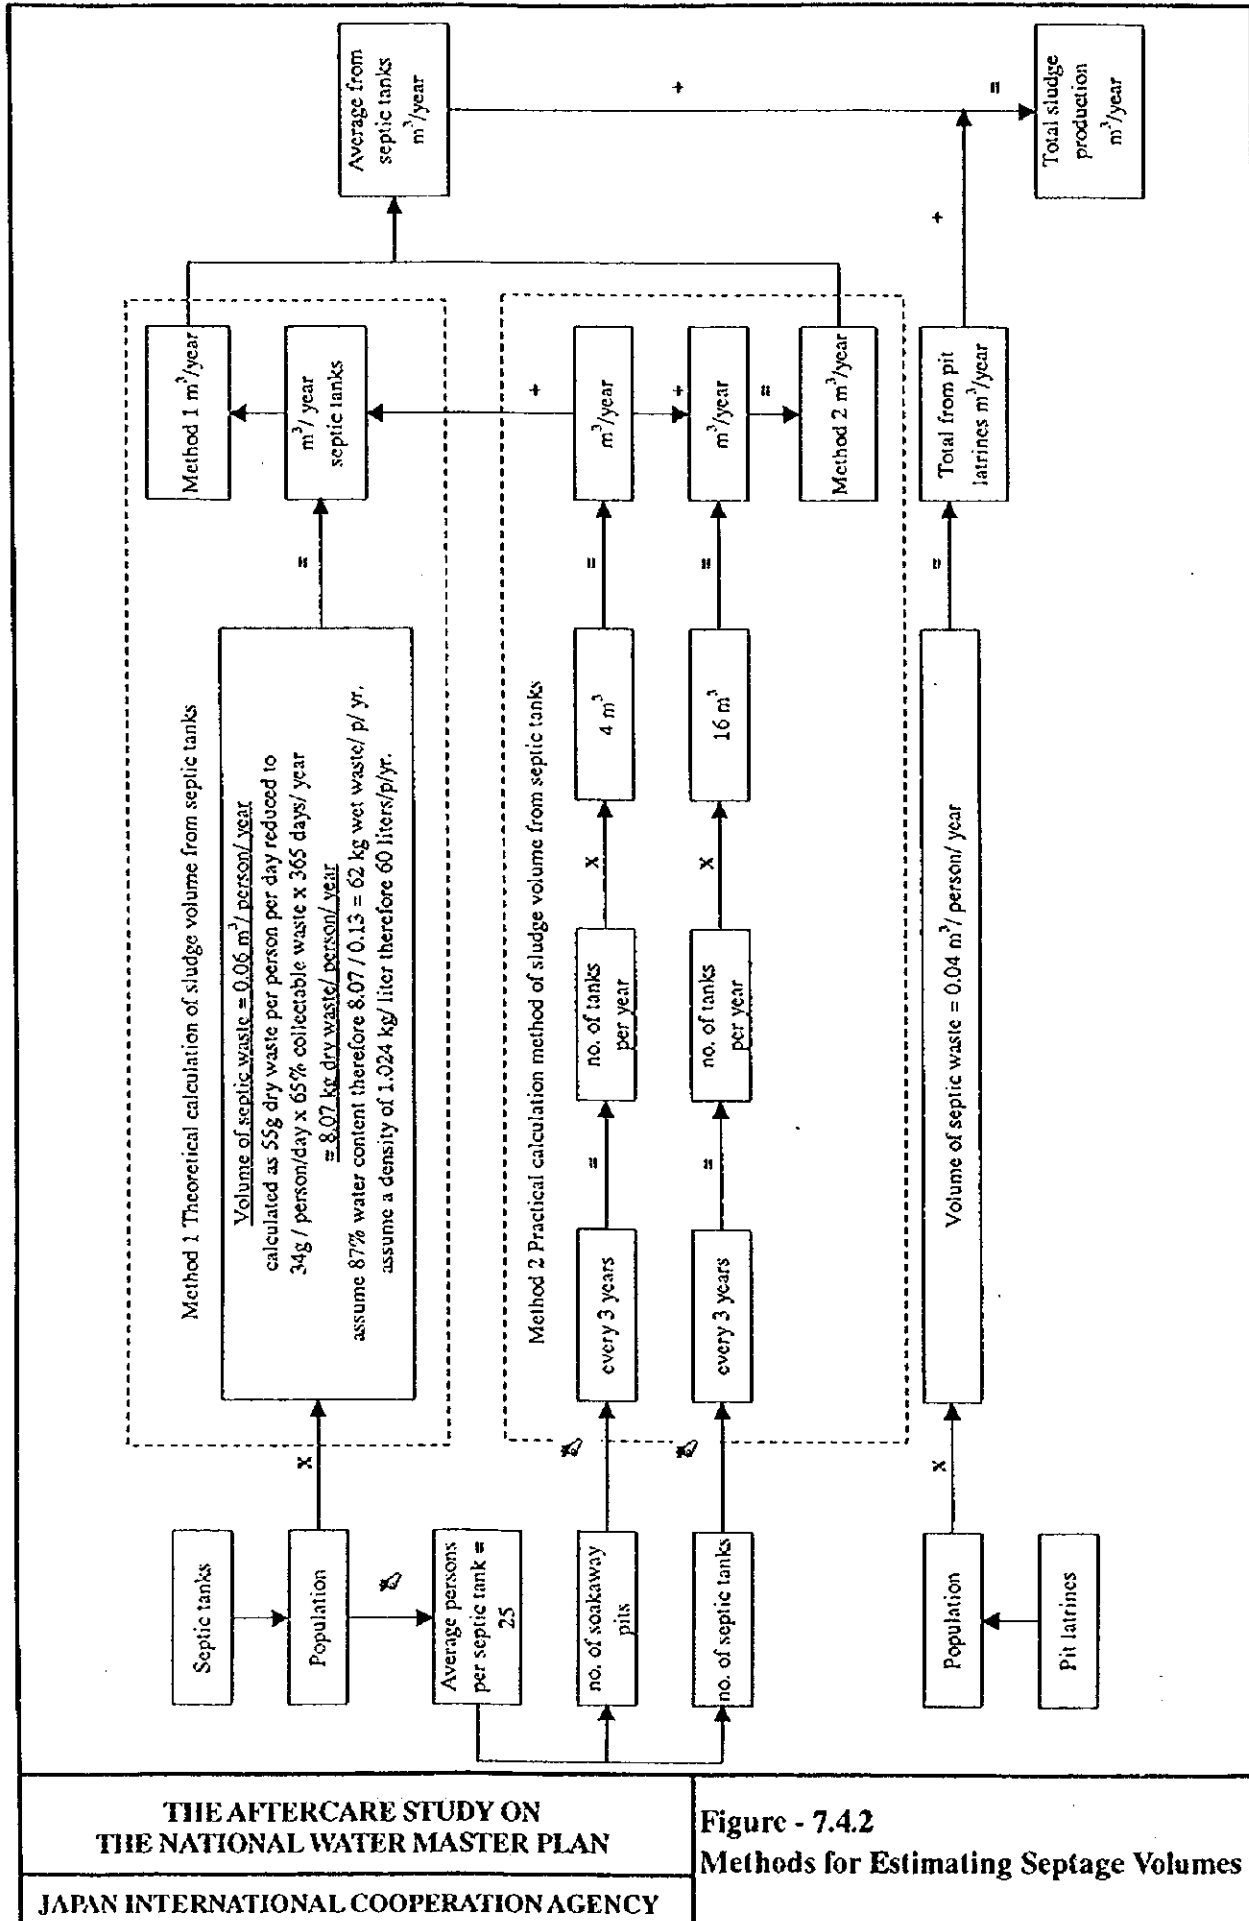 Septic tanks
Population
x
÷
Average persons
per septic tank =
25
Method 1 Theoretical calculation of sludge volume from septic tanks
Volume of septic waste = 0.06 m³/ person/ year
calculated as 55g dry waste per person per day reduced to
34g / person/day x 65% collectable waste x 365 days/ year
= 8.07 kg dry waste/ person/ year
assume 87% water content therefore 8.07 / 0.13 = 62 kg wet waste/ p/ yr.
assume a density of 1.024 kg/ liter therefore 60 liters/p/yr.
=
m³/ year
septic tanks
Method 1 m³/year
no. of soakaway
pits
no. of septic tanks
Method 2 Practical calculation method of sludge volume from septic tanks
÷
every 3 years
=
no. of tanks
per year
x
4 m³
=
m³/year
+
÷
every 3 years
=
no. of tanks
per year
x
16 m³
=
m³/year
+
=
Method 2 m³/year
Average from
septic tanks
m³/year
Pit latrines
Population
x
Volume of septic waste = 0.04 m³/ person/ year
=
Total from pit
latrines m³/year
+
+
=
Total sludge
production
m³/year
THE AFTERCARE STUDY ON
THE NATIONAL WATER MASTER PLAN
JAPAN INTERNATIONAL COOPERATION AGENCY
Figure - 7.4.2
Methods for Estimating Septage Volumes